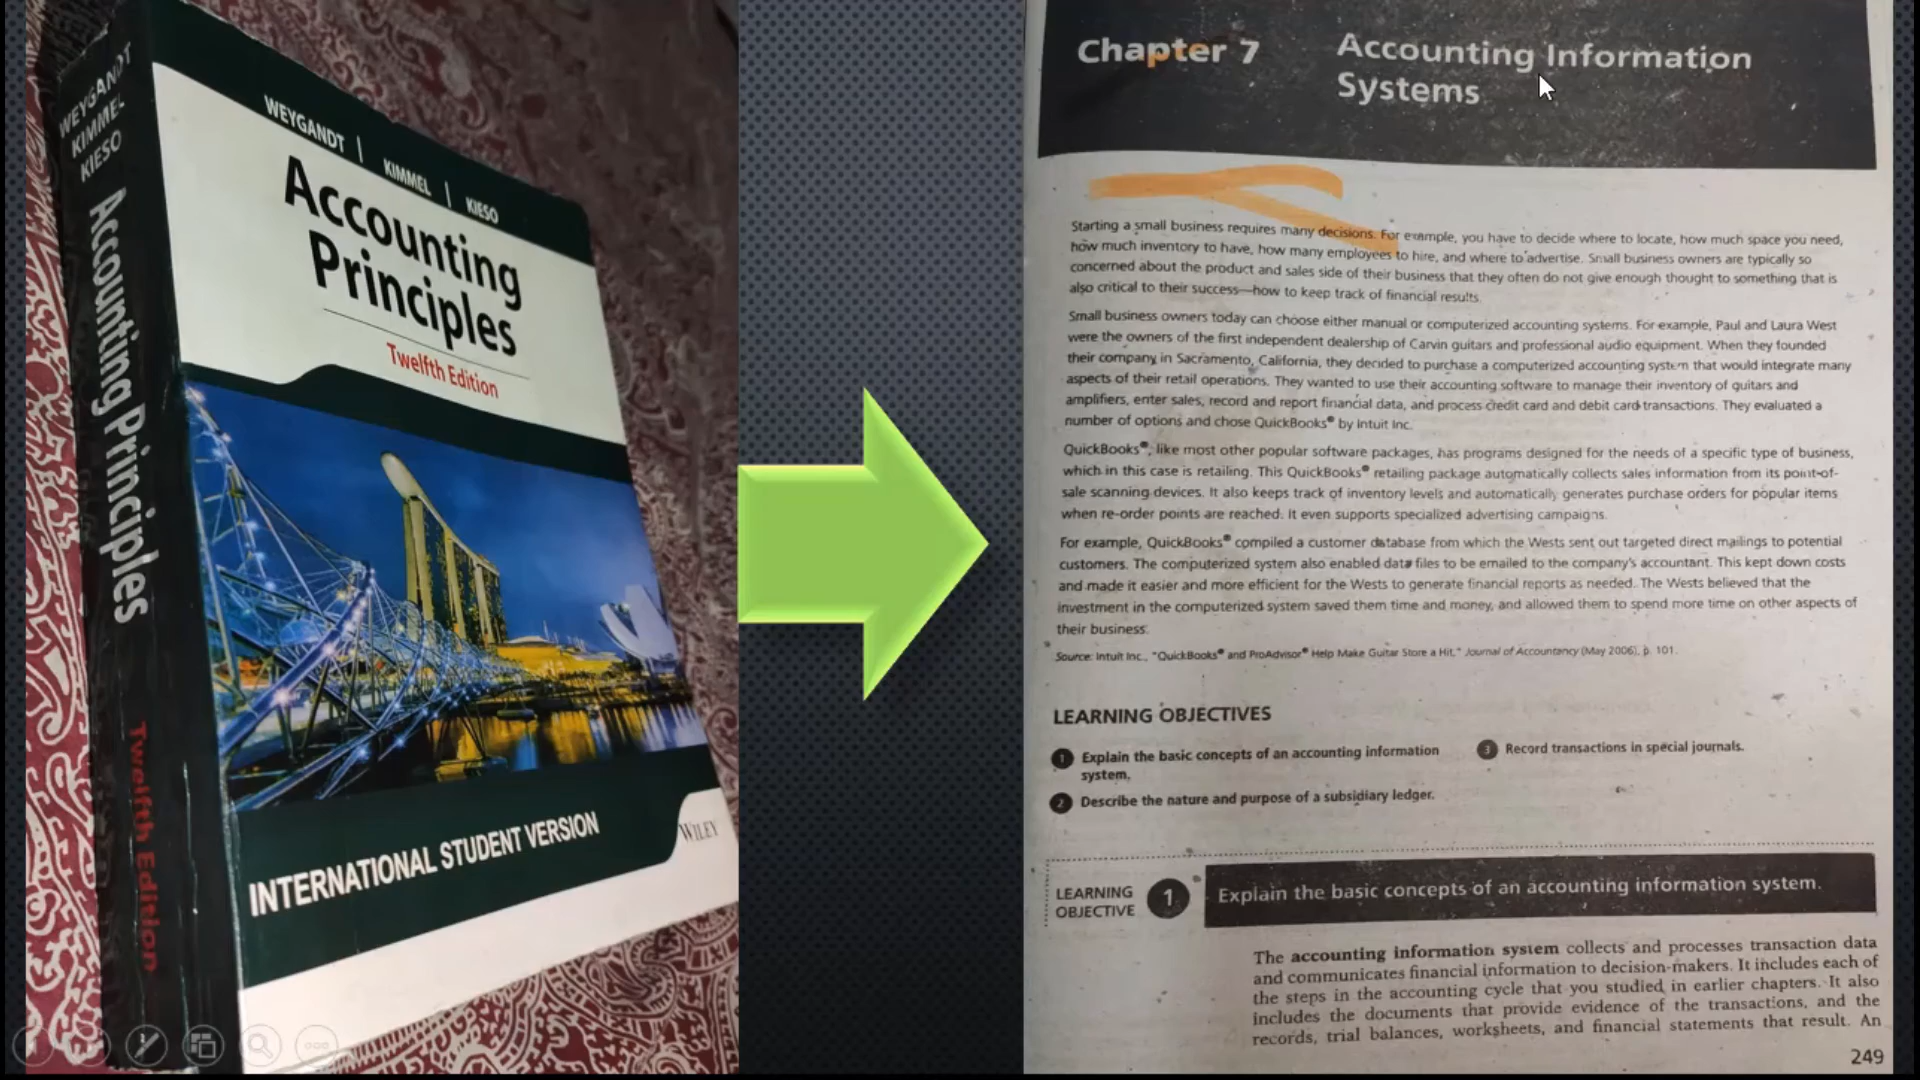 WEYGANDT
KIMMEL
KIESO
Accounting Principles
Twelfth Edition
WEYGANDT | KIMMEL | KIESO
Accounting
Principles
Twelfth Edition
INTERNATIONAL STUDENT VERSION
WILEY
Chapter 7
Accounting Information
Systems
Starting a small business requires many decisions. For example, you have to decide where to locate, how much space you need,
how much inventory to have, how many employees to hire, and where to advertise. Small business owners are typically so
concerned about the product and sales side of their business that they often do not give enough thought to something that is
also critical to their success—how to keep track of financial results.
Small business owners today can choose either manual or computerized accounting systems. For example, Paul and Laura West
were the owners of the first independent dealership of Carvin guitars and professional audio equipment. When they founded
their company in Sacramento, California, they decided to purchase a computerized accounting system that would integrate many
aspects of their retail operations. They wanted to use their accounting software to manage their inventory of guitars and
amplifiers, enter sales, record and report financial data, and process credit card and debit card transactions. They evaluated a
number of options and chose QuickBooks® by Intuit Inc.
QuickBooks®, like most other popular software packages, has programs designed for the needs of a specific type of business,
which in this case is retailing. This QuickBooks® retailing package automatically collects sales information from its point-of-
sale scanning devices. It also keeps track of inventory levels and automatically generates purchase orders for popular items
when re-order points are reached. It even supports specialized advertising campaigns.
For example, QuickBooks® compiled a customer database from which the Wests sent out targeted direct mailings to potential
customers. The computerized system also enabled data files to be emailed to the company's accountant. This kept down costs
and made it easier and more efficient for the Wests to generate financial reports as needed. The Wests believed that the
investment in the computerized system saved them time and money, and allowed them to spend more time on other aspects of
their business.
Source: Intuit Inc., "QuickBooks® and ProAdvisor® Help Make Guitar Store a Hit," Journal of Accountancy (May 2006), p. 101.
LEARNING OBJECTIVES
1 Explain the basic concepts of an accounting information
system.
2 Describe the nature and purpose of a subsidiary ledger.
3 Record transactions in special journals.
LEARNING
OBJECTIVE
1
Explain the basic concepts of an accounting information system.
The accounting information system collects and processes transaction data
and communicates financial information to decision-makers. It includes each of
the steps in the accounting cycle that you studied in earlier chapters. It also
includes the documents that provide evidence of the transactions, and the
records, trial balances, worksheets, and financial statements that result. An
249